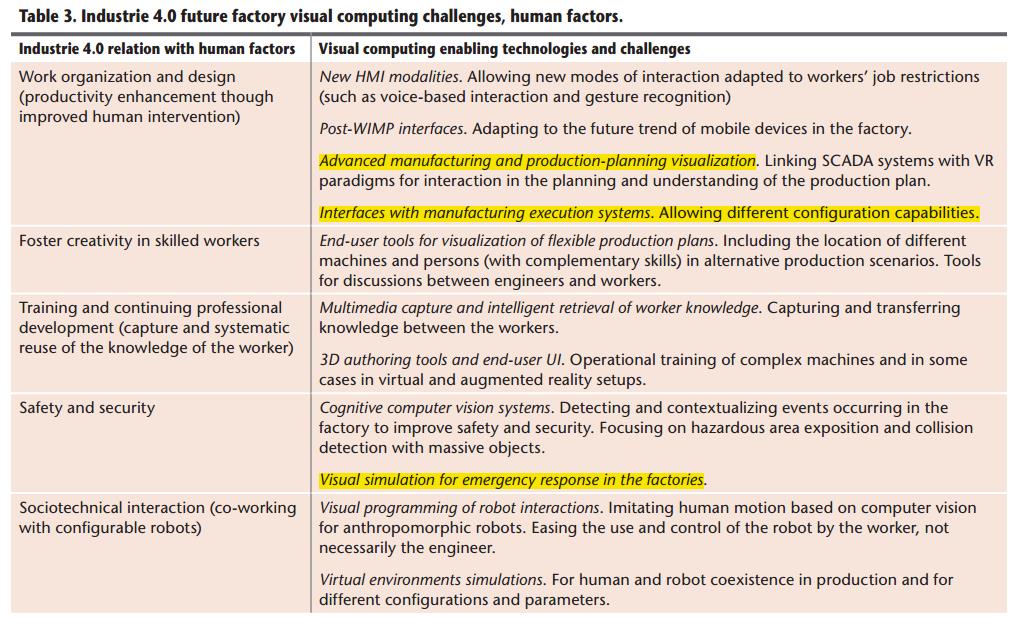 Table 3. Industrie 4.0 future factory visual computing challenges, human factors.
Industrie 4.0 relation with human factors
Visual computing enabling technologies and challenges
Work organization and design
(productivity enhancement though
improved human intervention)
New HMI modalities. Allowing new modes of interaction adapted to workers’ job restrictions
(such as voice-based interaction and gesture recognition)
Post-WIMP interfaces. Adapting to the future trend of mobile devices in the factory.
Advanced manufacturing and production-planning visualization. Linking SCADA systems with VR
paradigms for interaction in the planning and understanding of the production plan.
Interfaces with manufacturing execution systems. Allowing different configuration capabilities.
Foster creativity in skilled workers
End-user tools for visualization of flexible production plans. Including the location of different
machines and persons (with complementary skills) in alternative production scenarios. Tools
for discussions between engineers and workers.
Training and continuing professional
development (capture and systematic
reuse of the knowledge of the worker)
Multimedia capture and intelligent retrieval of worker knowledge. Capturing and transferring
knowledge between the workers.
3D authoring tools and end-user UI. Operational training of complex machines and in some
cases in virtual and augmented reality setups.
Safety and security
Cognitive computer vision systems. Detecting and contextualizing events occurring in the
factory to improve safety and security. Focusing on hazardous area exposition and collision
detection with massive objects.
Visual simulation for emergency response in the factories.
Sociotechnical interaction (co-working
with configurable robots)
Visual programming of robot interactions. Imitating human motion based on computer vision
for anthropomorphic robots. Easing the use and control of the robot by the worker, not
necessarily the engineer.
Virtual environments simulations. For human and robot coexistence in production and for
different configurations and parameters.